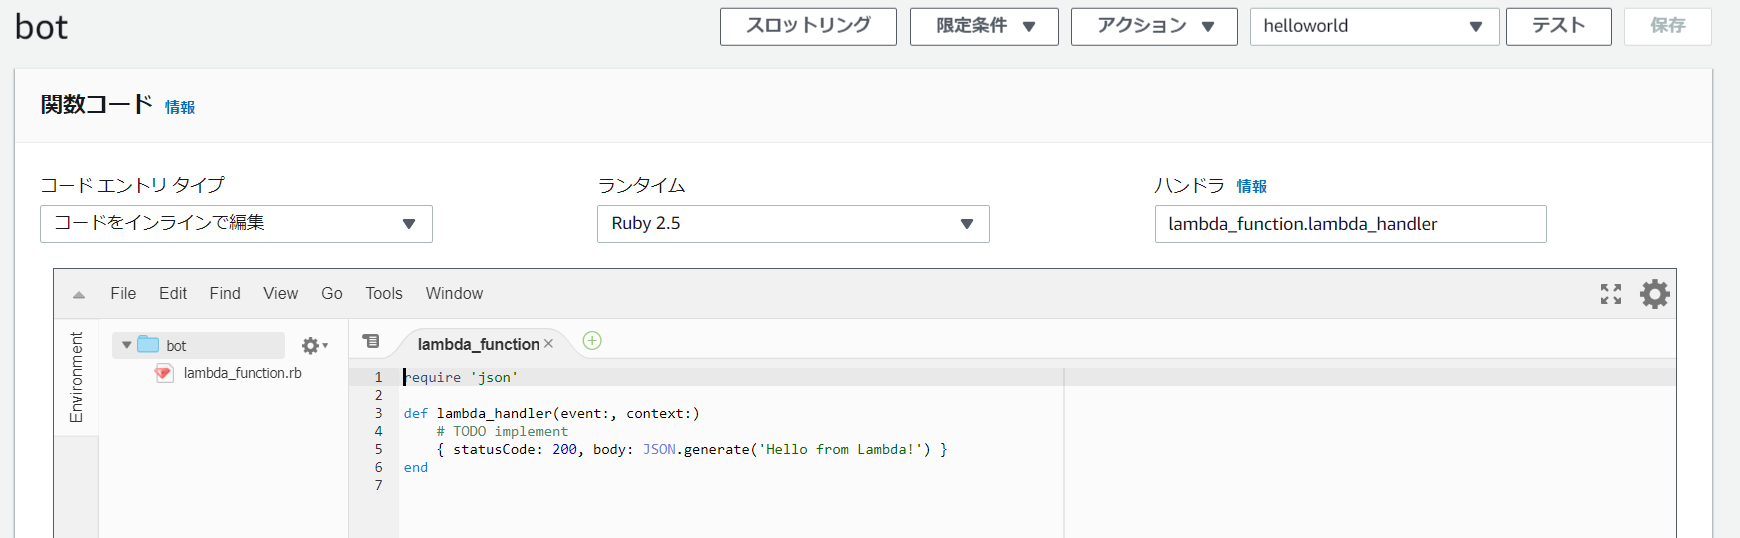 bot
スロットリング 限定条件 アクション helloworld テスト 保存
関数コード 情報
コード エントリ タイプ ランタイム ハンドラ 情報
コードをインラインで編集 Ruby 2.5 lambda_function.lambda_handler
File Edit Find View Go Tools Window
Environment
bot
lambda_function.rb
lambda_function
1 require 'json'
2
3 def lambda_handler(event:, context:)
4 # TODO implement
5 { statusCode: 200, body: JSON.generate('Hello from Lambda!') }
6 end
7